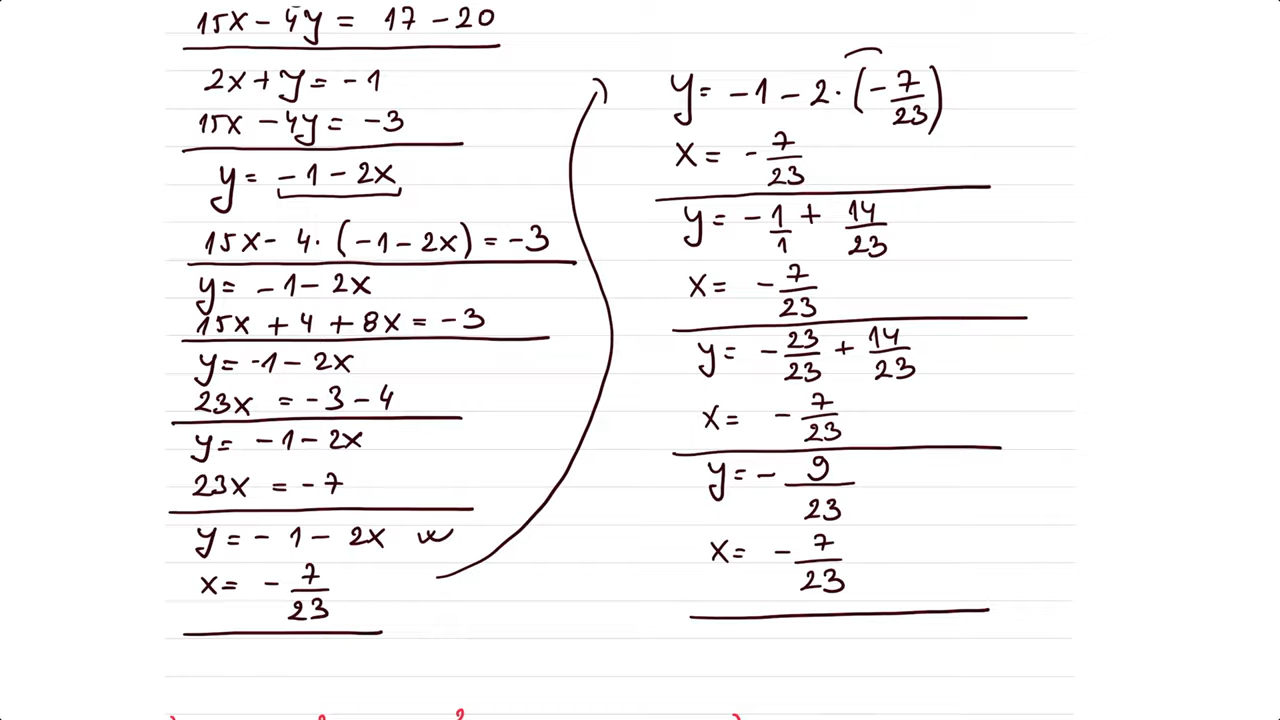 15x - 4y = 17 - 20
2x + y = -1
15x - 4y = -3
y = -1 - 2x
15x - 4· (-1 - 2x) = -3
y = -1 - 2x
15x + 4 + 8x = -3
y = -1 - 2x
23x = -3 - 4
y = -1 - 2x
23x = -7
y = -1 - 2x
x = - 7/23
y = -1 - 2· (- 7/23)
x = - 7/23
y = - 1/1 + 14/23
x = - 7/23
y = - 23/23 + 14/23
x = - 7/23
y = - 9/23
x = - 7/23